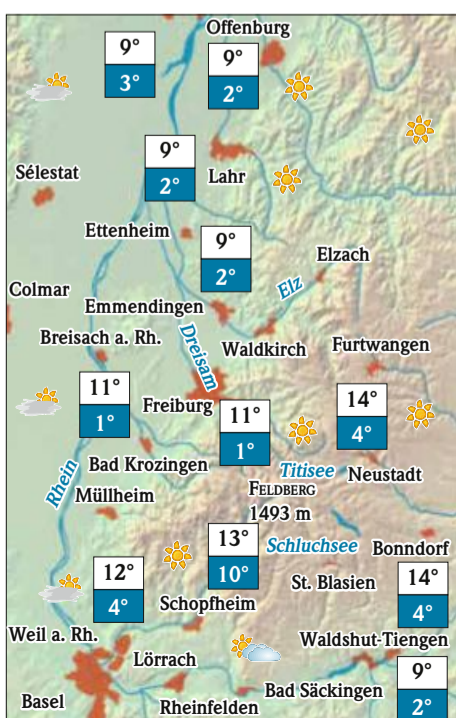 Offenburg
9°
3°
9°
2°
9°
2°
Sélestat
Lahr
Ettenheim
9°
2°
Elzach
Elz
Colmar
Emmendingen
Dreisam
Waldkirch
Furtwangen
Breisach a. Rh.
11°
1°
Freiburg
11°
1°
14°
4°
Bad Krozingen
Titisee
Neustadt
Rhein
Müllheim
FELDBERG
1493 m
13°
10°
Schluchsee
Bonndorf
12°
4°
St. Blasien
14°
4°
Schopfheim
Weil a. Rh.
Waldshut-Tiengen
Lörrach
9°
2°
Bad Säckingen
Basel
Rheinfelden